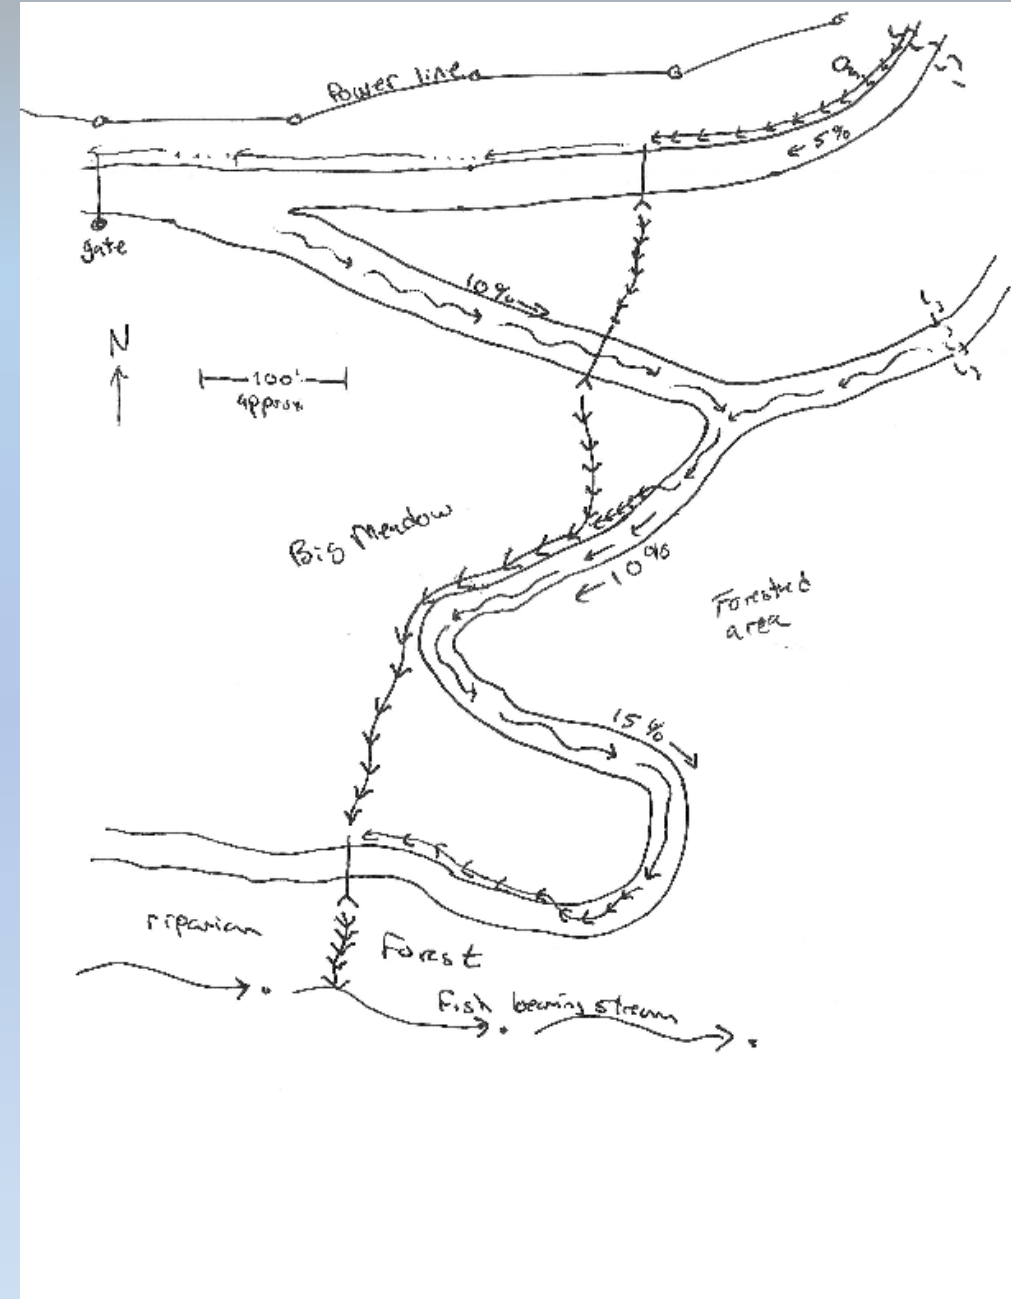 Power line
5%
gate
10%
N
100'
approx
Big Meadow
10%
Forested
area
15%
riparian
Forest
Fish bearing stream